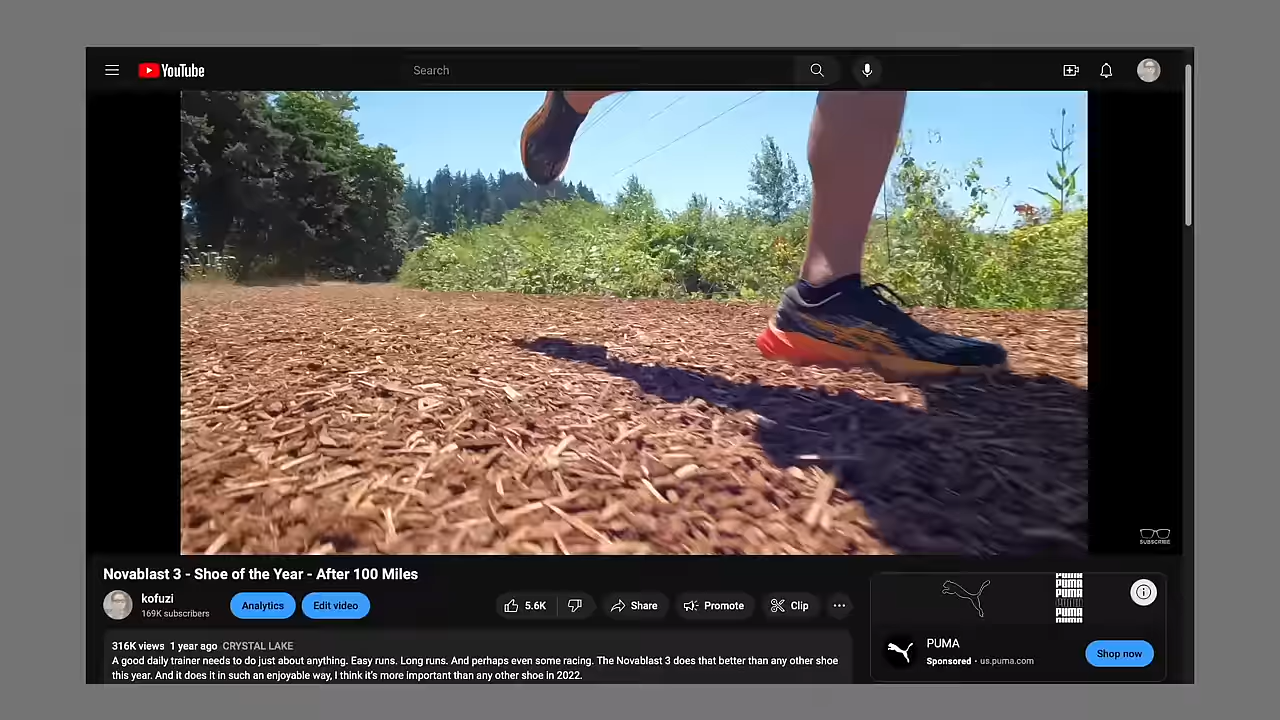 YouTube
Search
SUBSCRIBE
Novablast 3 - Shoe of the Year - After 100 Miles
kofuzi
169K subscribers
Analytics
Edit video
5.6K
Share
Promote
Clip
316K views 1 year ago CRYSTAL LAKE
A good daily trainer needs to do just about anything. Easy runs. Long runs. And perhaps even some racing. The Novablast 3 does that better than any other shoe
this year. And it does it in such an enjoyable way, I think it's more important than any other shoe in 2022.
PUMA
PUMA
PUMA
PUMA
PUMA
Sponsored · us.puma.com
Shop now